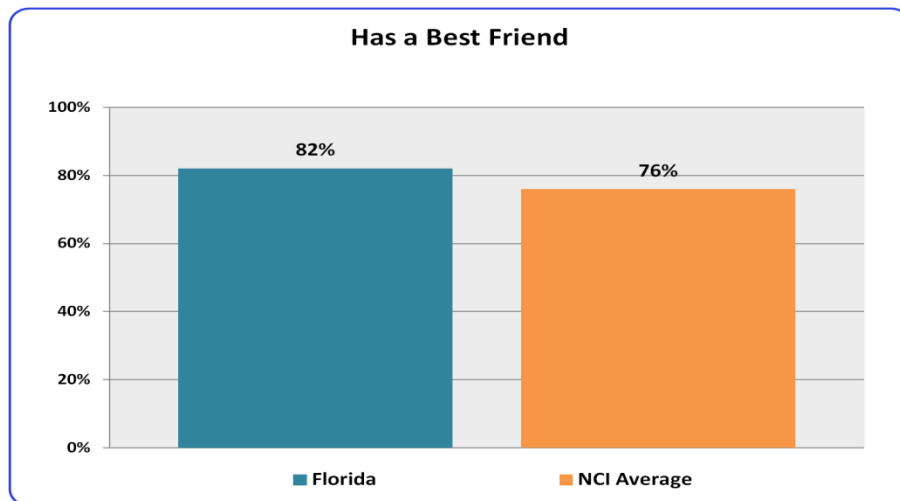 Has a Best Friend
100%
82%
80%
76%
60%
40%
20%
0%
Florida
NCI Average